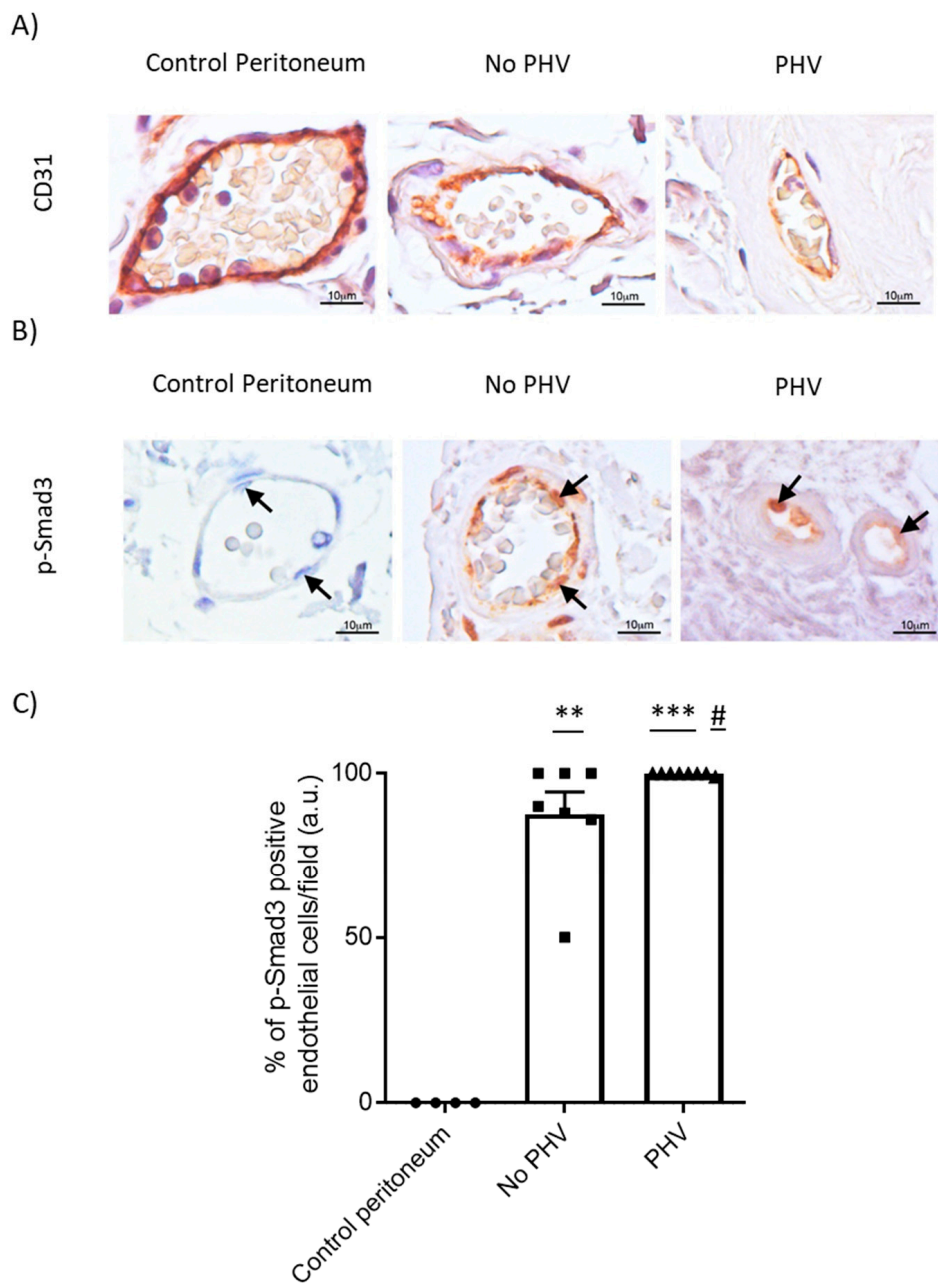 A)
Control Peritoneum
No PHV
PHV
CD31
10μm
10μm
10μm
B)
Control Peritoneum
No PHV
PHV
p-Smad3
10μm
10μm
10μm
C)
** *** #
% of p-Smad3 positive
endothelial cells/field (a.u.)
100
50
0
Control peritoneum
No PHV
PHV